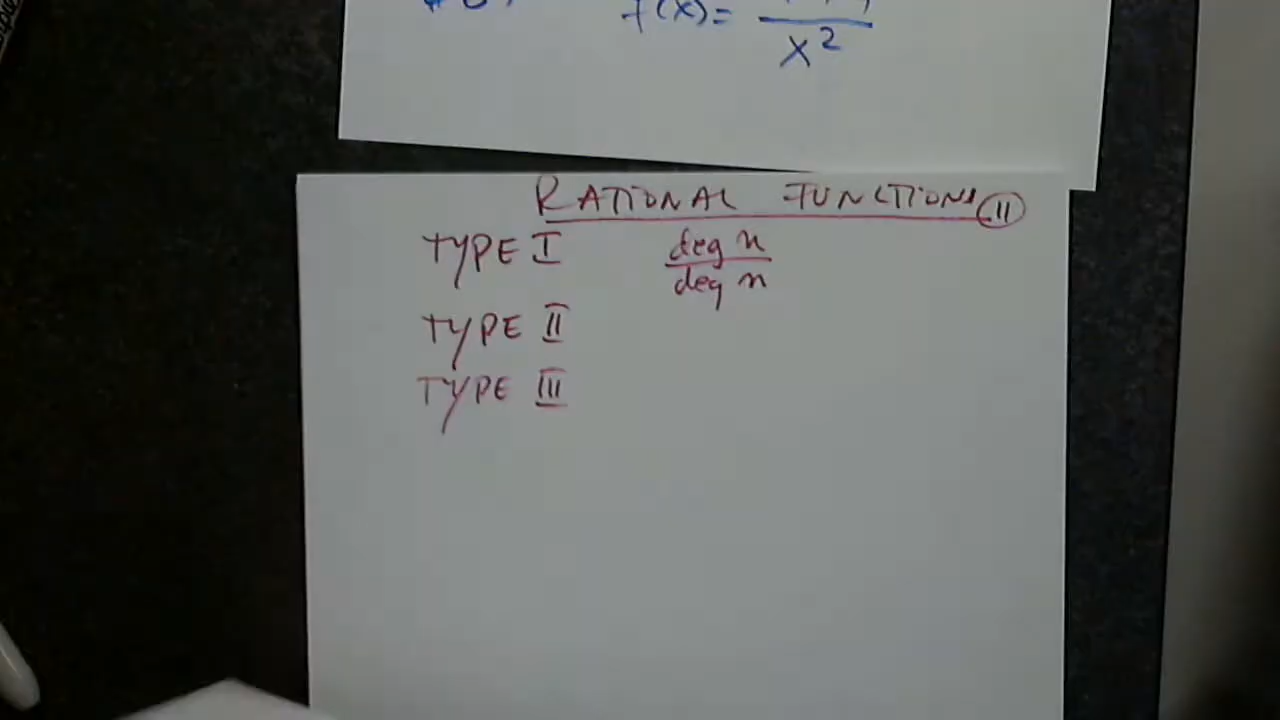 f(x)=
x2
RATIONAL FUNCTIONS 11
TYPE I
deg n
deg n
TYPE II
TYPE III